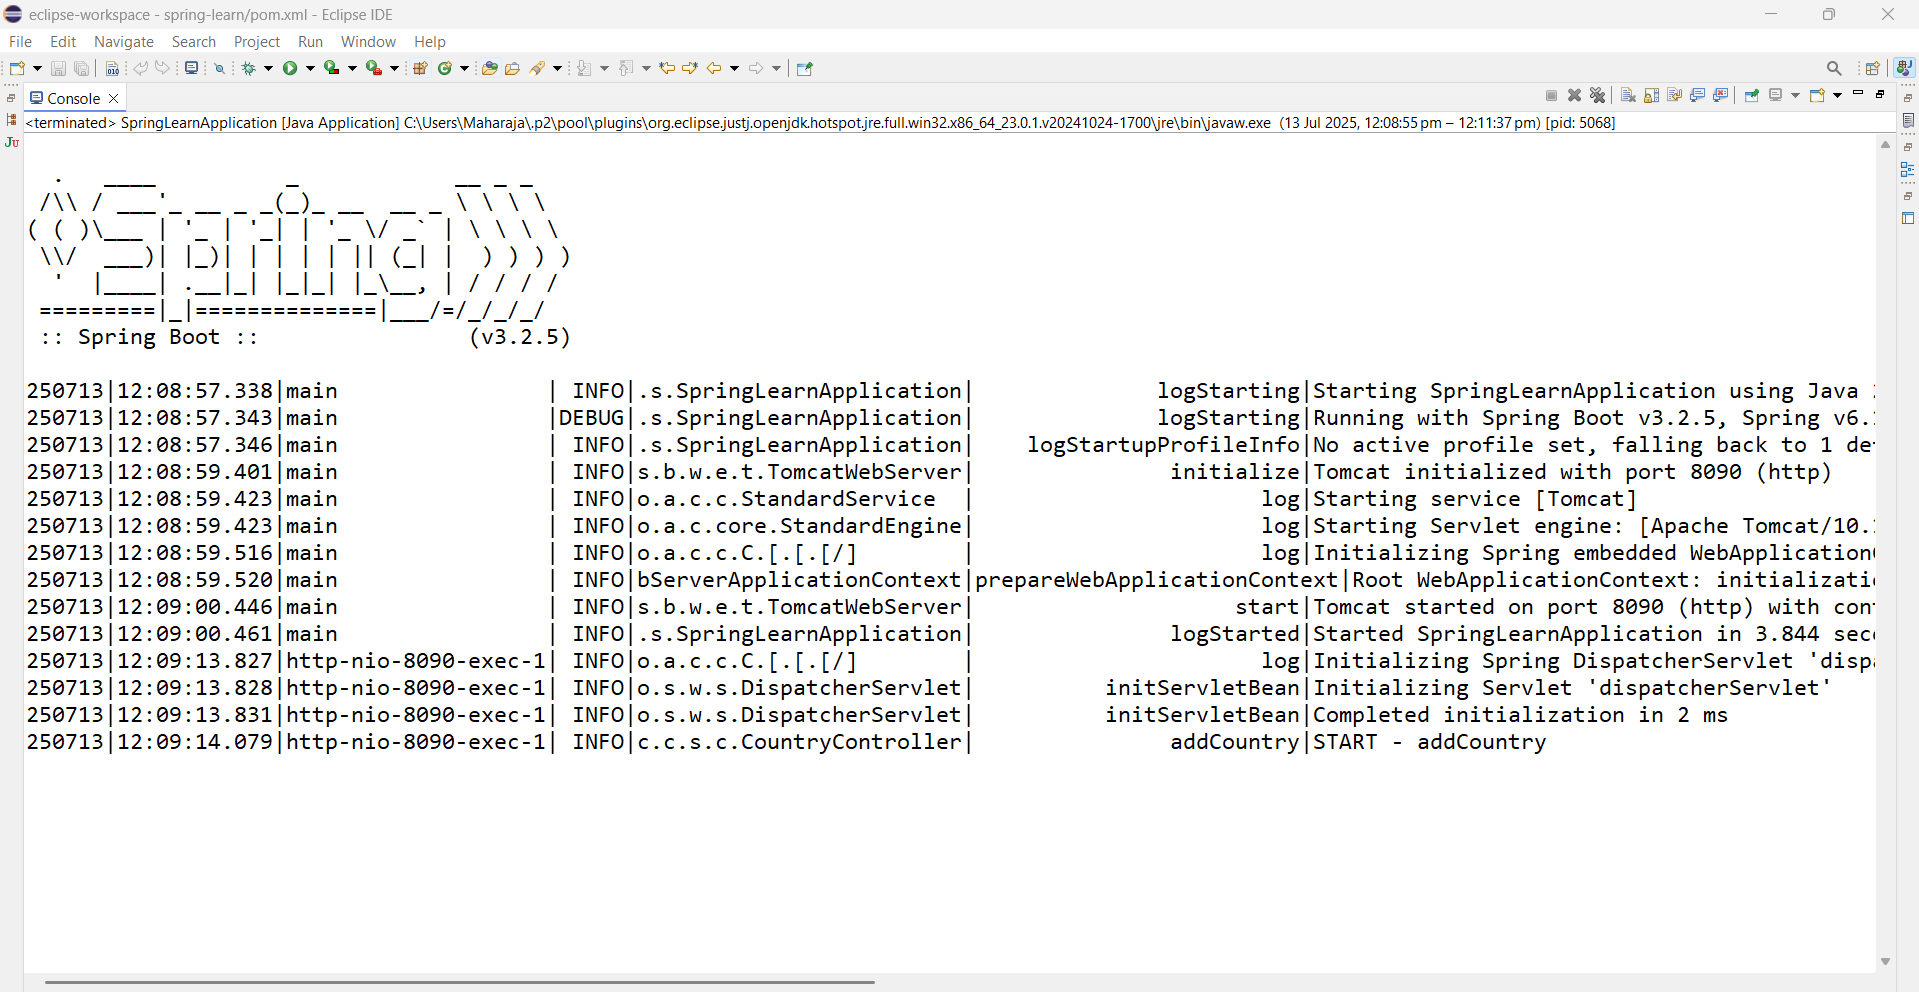 eclipse-workspace - spring-learn/pom.xml - Eclipse IDE
File Edit Navigate Search Project Run Window Help
Console
<terminated> SpringLearnApplication [Java Application] C:\Users\Maharaja\.p2\pool\plugins\org.eclipse.justj.openjdk.hotspot.jre.full.win32.x86_64_23.0.1.v20241024-1700\jre\bin\javaw.exe (13 Jul 2025, 12:08:55 pm – 12:11:37 pm) [pid: 5068]
Spring
:: Spring Boot :: (v3.2.5)
250713|12:08:57.338|main | INFO|.s.SpringLearnApplication| logStarting|Starting SpringLearnApplication using Java
250713|12:08:57.343|main |DEBUG|.s.SpringLearnApplication| logStarting|Running with Spring Boot v3.2.5, Spring v6.
250713|12:08:57.346|main | INFO|.s.SpringLearnApplication| logStartupProfileInfo|No active profile set, falling back to 1 de
250713|12:08:59.401|main | INFO|s.b.w.e.t.TomcatWebServer| initialize|Tomcat initialized with port 8090 (http)
250713|12:08:59.423|main | INFO|o.a.c.c.StandardService | log|Starting service [Tomcat]
250713|12:08:59.423|main | INFO|o.a.c.core.StandardEngine| log|Starting Servlet engine: [Apache Tomcat/10.
250713|12:08:59.516|main | INFO|o.a.c.c.C.[.[.[/] | log|Initializing Spring embedded WebApplication
250713|12:08:59.520|main | INFO|bServerApplicationContext|prepareWebApplicationContext|Root WebApplicationContext: initializati
250713|12:09:00.446|main | INFO|s.b.w.e.t.TomcatWebServer| start|Tomcat started on port 8090 (http) with con
250713|12:09:00.461|main | INFO|.s.SpringLearnApplication| logStarted|Started SpringLearnApplication in 3.844 sec
250713|12:09:13.827|http-nio-8090-exec-1| INFO|o.a.c.c.C.[.[.[/] | log|Initializing Spring DispatcherServlet 'disp
250713|12:09:13.828|http-nio-8090-exec-1| INFO|o.s.w.s.DispatcherServlet| initServletBean|Initializing Servlet 'dispatcherServlet'
250713|12:09:13.831|http-nio-8090-exec-1| INFO|o.s.w.s.DispatcherServlet| initServletBean|Completed initialization in 2 ms
250713|12:09:14.079|http-nio-8090-exec-1| INFO|c.c.s.c.CountryController| addCountry|START - addCountry